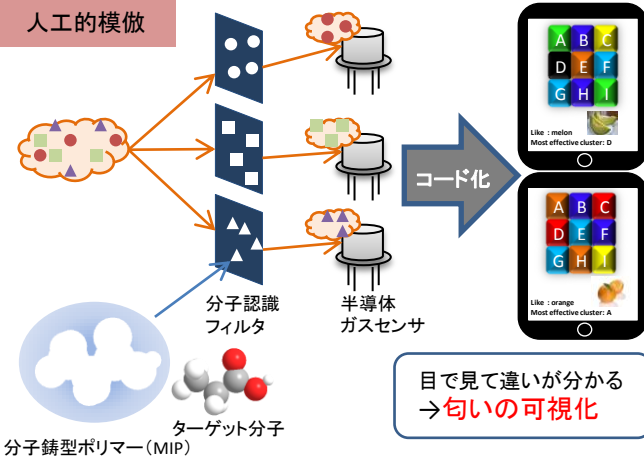 人工的模倣
A B C
D E F
G H I
Like : melon
Most effective cluster: D
コード化
A B C
D E F
G H I
Like : orange
Most effective cluster: A
分子認識
フィルタ
半導体
ガスセンサ
ターゲット分子
分子鋳型ポリマー(MIP)
目で見て違いが分かる
→匂いの可視化